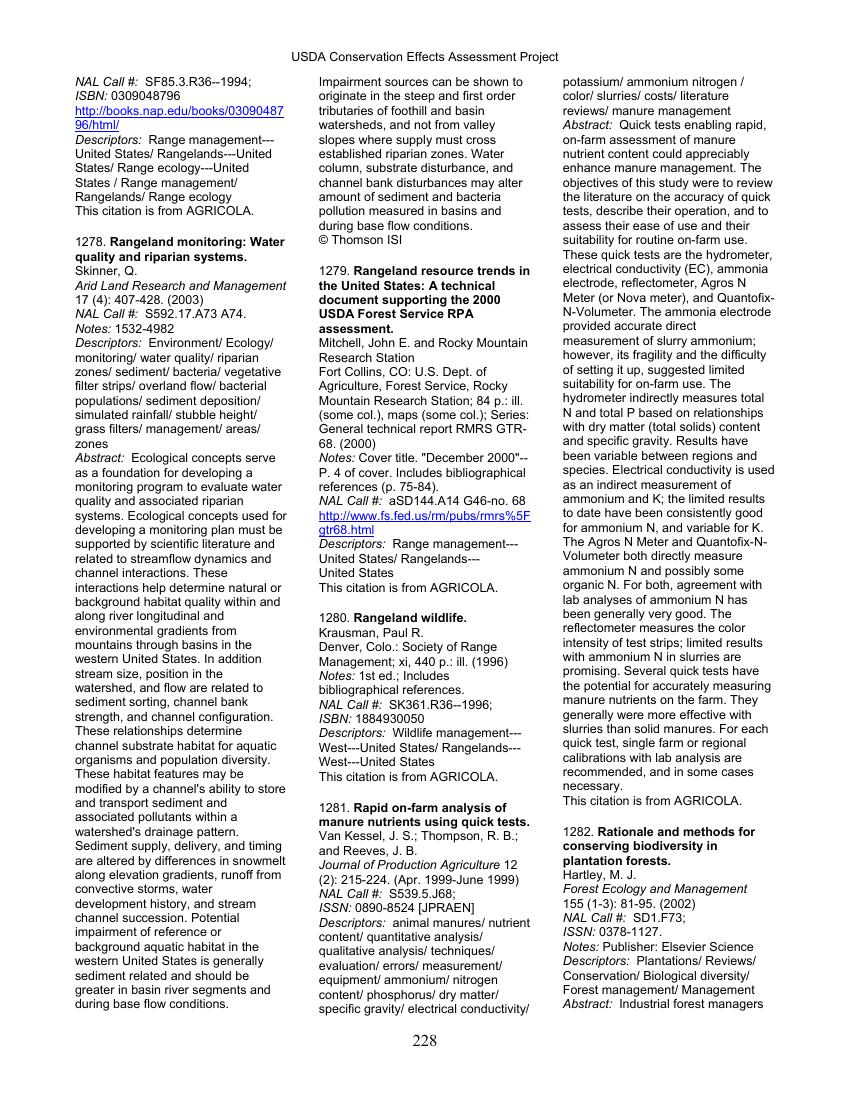 USDA Conservation Effects Assessment Project
NAL Call #:  SF85.3.R36--1994;
ISBN: 0309048796
http://books.nap.edu/books/03090487
96/html/
Descriptors:  Range management---
United States/ Rangelands---United
States/ Range ecology---United
States / Range management/
Rangelands/ Range ecology
This citation is from AGRICOLA.
1278. Rangeland monitoring: Water
quality and riparian systems.
Skinner, Q.
Arid Land Research and Management
17 (4): 407-428. (2003)
NAL Call #:  S592.17.A73 A74.
Notes: 1532-4982
Descriptors:  Environment/ Ecology/
monitoring/ water quality/ riparian
zones/ sediment/ bacteria/ vegetative
filter strips/ overland flow/ bacterial
populations/ sediment deposition/
simulated rainfall/ stubble height/
grass filters/ management/ areas/
zones
Abstract:  Ecological concepts serve
as a foundation for developing a
monitoring program to evaluate water
quality and associated riparian
systems. Ecological concepts used for
developing a monitoring plan must be
supported by scientific literature and
related to streamflow dynamics and
channel interactions. These
interactions help determine natural or
background habitat quality within and
along river longitudinal and
environmental gradients from
mountains through basins in the
western United States. In addition
stream size, position in the
watershed, and flow are related to
sediment sorting, channel bank
strength, and channel configuration.
These relationships determine
channel substrate habitat for aquatic
organisms and population diversity.
These habitat features may be
modified by a channel's ability to store
and transport sediment and
associated pollutants within a
watershed's drainage pattern.
Sediment supply, delivery, and timing
are altered by differences in snowmelt
along elevation gradients, runoff from
convective storms, water
development history, and stream
channel succession. Potential
impairment of reference or
background aquatic habitat in the
western United States is generally
sediment related and should be
greater in basin river segments and
during base flow conditions.
Impairment sources can be shown to
originate in the steep and first order
tributaries of foothill and basin
watersheds, and not from valley
slopes where supply must cross
established riparian zones. Water
column, substrate disturbance, and
channel bank disturbances may alter
amount of sediment and bacteria
pollution measured in basins and
during base flow conditions.
© Thomson ISI
1279. Rangeland resource trends in
the United States: A technical
document supporting the 2000
USDA Forest Service RPA
assessment.
Mitchell, John E. and Rocky Mountain
Research Station
Fort Collins, CO: U.S. Dept. of
Agriculture, Forest Service, Rocky
Mountain Research Station; 84 p.: ill.
(some col.), maps (some col.); Series:
General technical report RMRS GTR-
68. (2000)
Notes: Cover title. "December 2000"--
P. 4 of cover. Includes bibliographical
references (p. 75-84).
NAL Call #:  aSD144.A14 G46-no. 68
http://www.fs.fed.us/rm/pubs/rmrs%5F
gtr68.html
Descriptors:  Range management---
United States/ Rangelands---
United States
This citation is from AGRICOLA.
1280. Rangeland wildlife.
Krausman, Paul R.
Denver, Colo.: Society of Range
Management; xi, 440 p.: ill. (1996)
Notes: 1st ed.; Includes
bibliographical references.
NAL Call #:  SK361.R36--1996;
ISBN: 1884930050
Descriptors:  Wildlife management---
West---United States/ Rangelands---
West---United States
This citation is from AGRICOLA.
1281. Rapid on-farm analysis of
manure nutrients using quick tests.
Van Kessel, J. S.; Thompson, R. B.;
and Reeves, J. B.
Journal of Production Agriculture 12
(2): 215-224. (Apr. 1999-June 1999)
NAL Call #:  S539.5.J68;
ISSN: 0890-8524 [JPRAEN]
Descriptors:  animal manures/ nutrient
content/ quantitative analysis/
qualitative analysis/ techniques/
evaluation/ errors/ measurement/
equipment/ ammonium/ nitrogen
content/ phosphorus/ dry matter/
specific gravity/ electrical conductivity/
potassium/ ammonium nitrogen /
color/ slurries/ costs/ literature
reviews/ manure management
Abstract:  Quick tests enabling rapid,
on-farm assessment of manure
nutrient content could appreciably
enhance manure management. The
objectives of this study were to review
the literature on the accuracy of quick
tests, describe their operation, and to
assess their ease of use and their
suitability for routine on-farm use.
These quick tests are the hydrometer,
electrical conductivity (EC), ammonia
electrode, reflectometer, Agros N
Meter (or Nova meter), and Quantofix-
N-Volumeter. The ammonia electrode
provided accurate direct
measurement of slurry ammonium;
however, its fragility and the difficulty
of setting it up, suggested limited
suitability for on-farm use. The
hydrometer indirectly measures total
N and total P based on relationships
with dry matter (total solids) content
and specific gravity. Results have
been variable between regions and
species. Electrical conductivity is used
as an indirect measurement of
ammonium and K; the limited results
to date have been consistently good
for ammonium N, and variable for K.
The Agros N Meter and Quantofix-N-
Volumeter both directly measure
ammonium N and possibly some
organic N. For both, agreement with
lab analyses of ammonium N has
been generally very good. The
reflectometer measures the color
intensity of test strips; limited results
with ammonium N in slurries are
promising. Several quick tests have
the potential for accurately measuring
manure nutrients on the farm. They
generally were more effective with
slurries than solid manures. For each
quick test, single farm or regional
calibrations with lab analysis are
recommended, and in some cases
necessary.
This citation is from AGRICOLA.
1282. Rationale and methods for
conserving biodiversity in
plantation forests.
Hartley, M. J.
Forest Ecology and Management
155 (1-3): 81-95. (2002)
NAL Call #:  SD1.F73;
ISSN: 0378-1127.
Notes: Publisher: Elsevier Science
Descriptors:  Plantations/ Reviews/
Conservation/ Biological diversity/
Forest management/ Management
Abstract:  Industrial forest managers
228